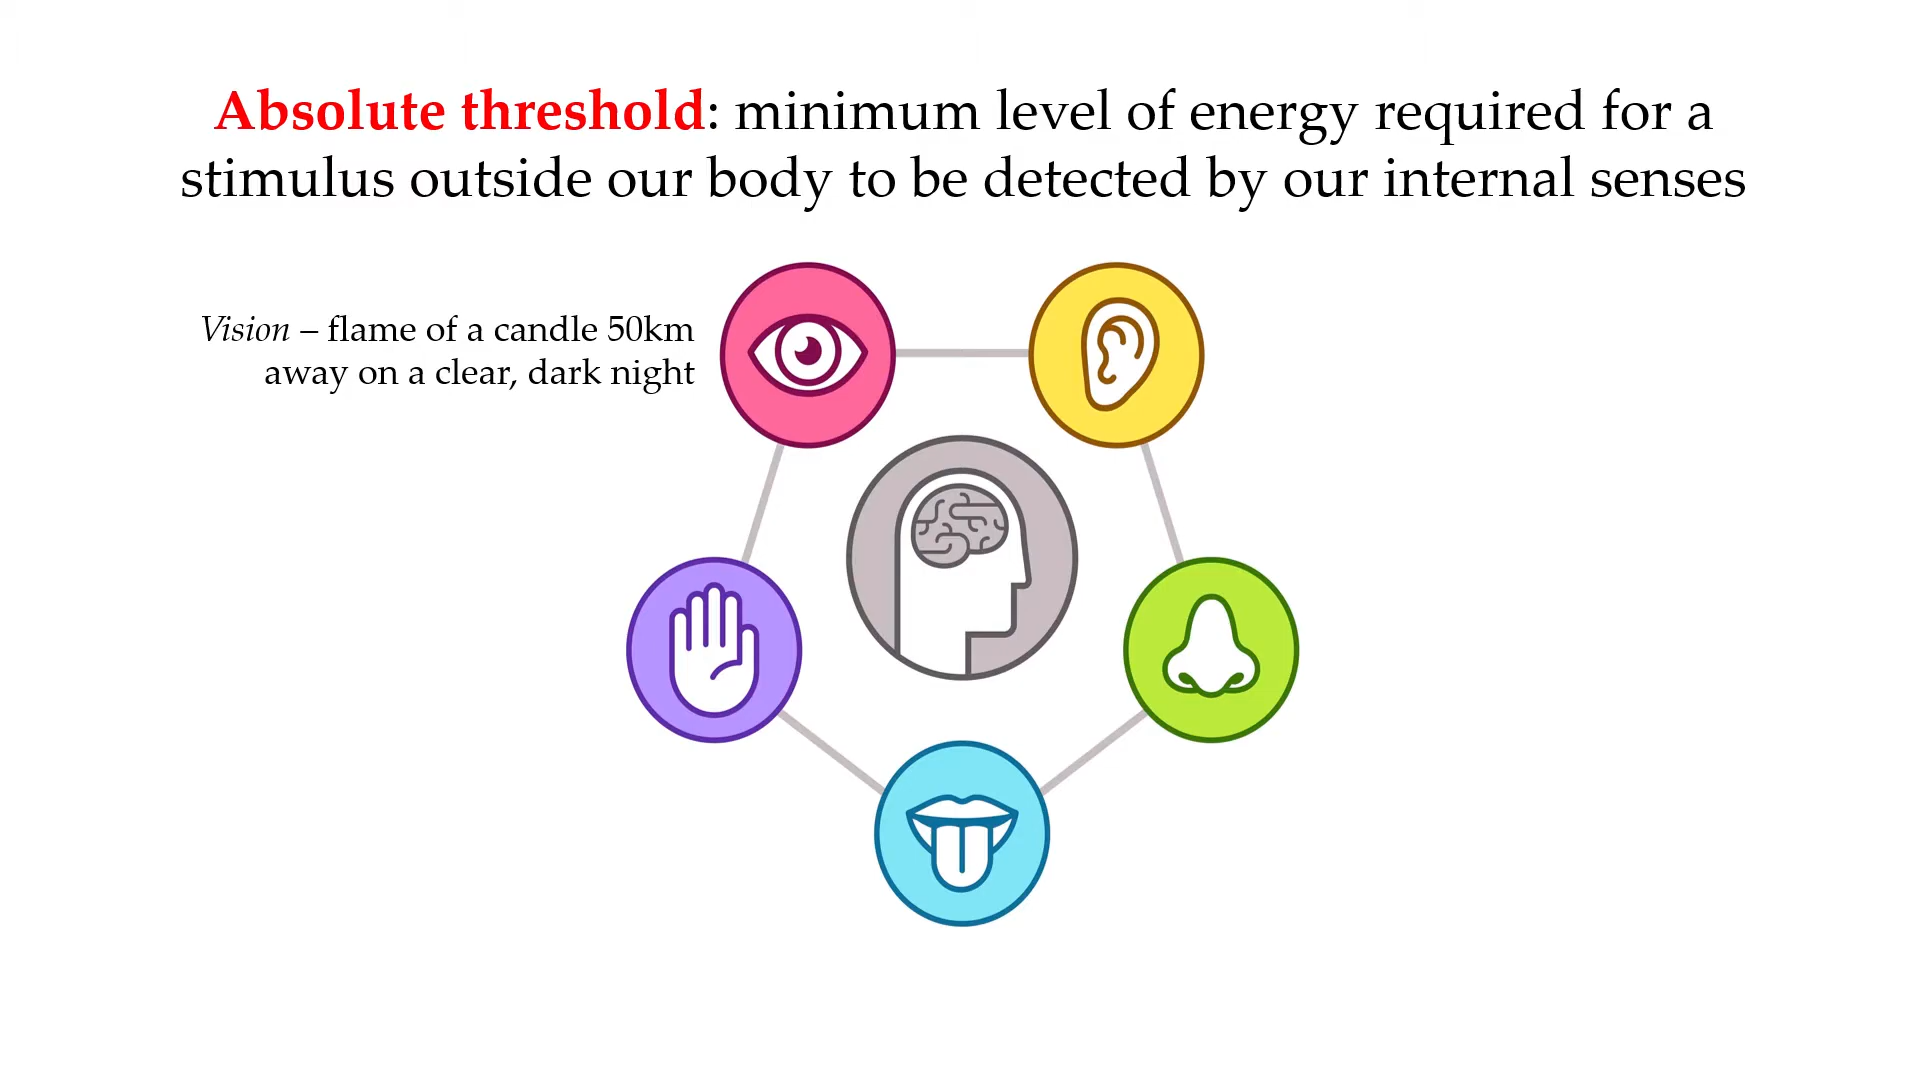 Absolute threshold: minimum level of energy required for a
stimulus outside our body to be detected by our internal senses
Vision – flame of a candle 50km
away on a clear, dark night